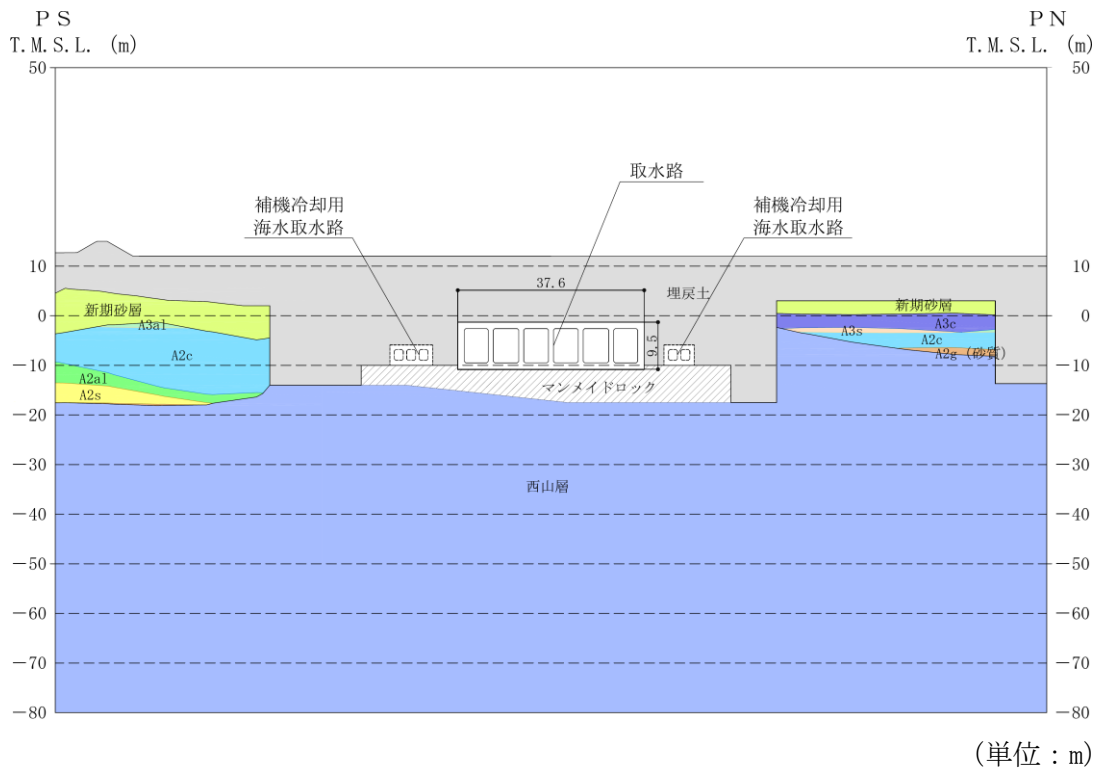 PS
PN
T.M.S.L. (m)
T.M.S.L. (m)
50
50
取水路
補機冷却用
海水取水路
補機冷却用
海水取水路
10
10
37.6
埋戻土
新期砂層
新期砂層
0
0
A3al
A3c
A3s
A2c
A2c
9.5
A2g(砂質)
-10
-10
A2al
マンメイドロック
A2s
-20
-20
-30
-30
西山層
-40
-40
-50
-50
-60
-60
-70
-70
-80
-80
(単位:m)